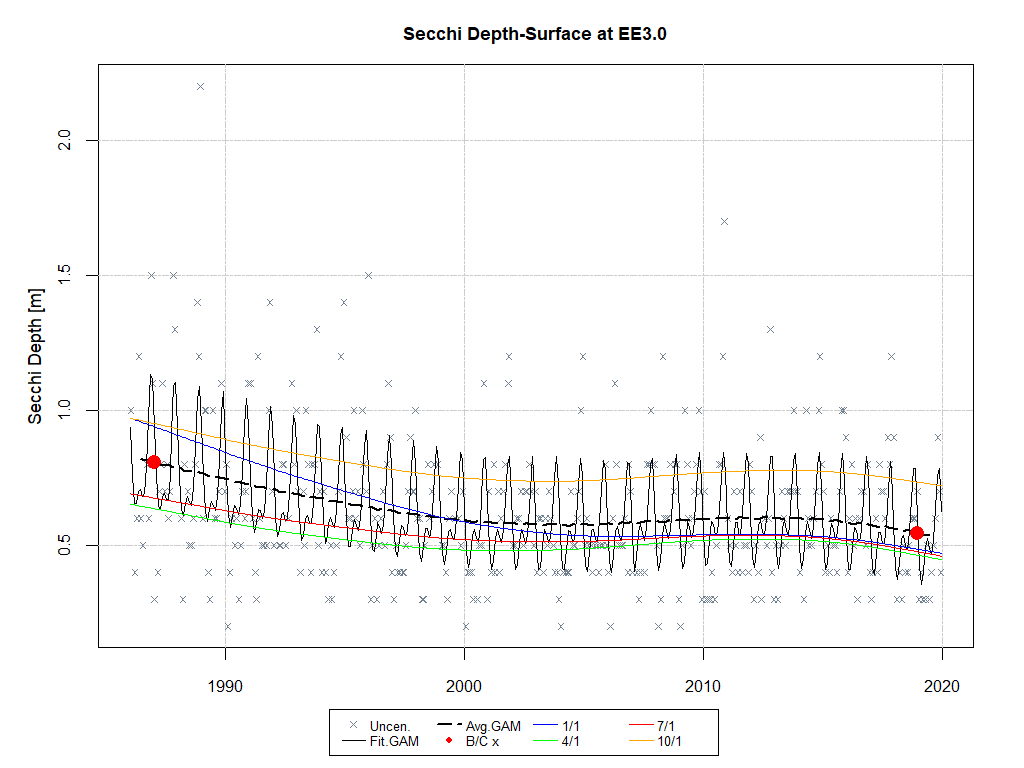 Secchi Depth-Surface at EE3.0
Secchi Depth [m]
2.0
1.5
1.0
0.5
1990 2000 2010 2020
Uncen. Avg.GAM 1/1 7/1
Fit.GAM B/C x 4/1 10/1